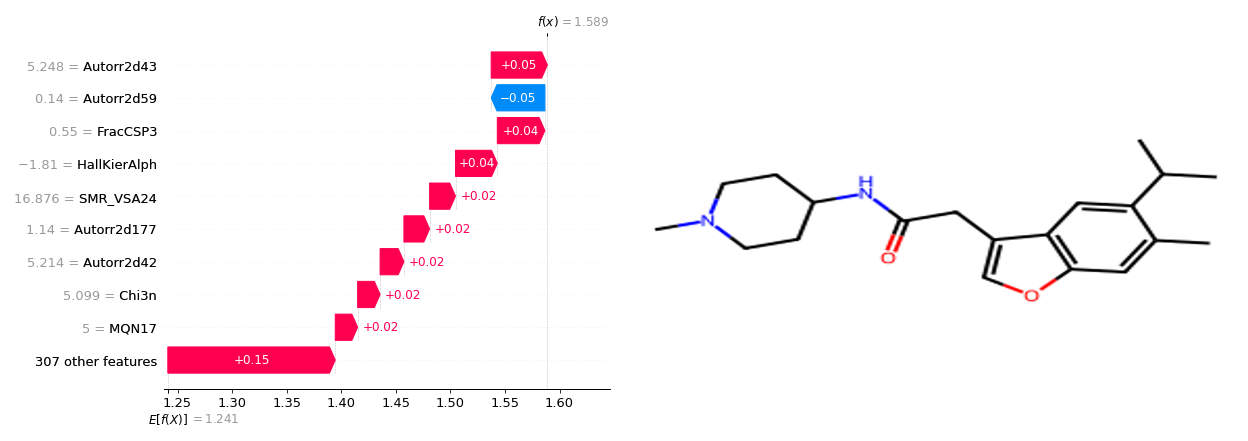 f(x) = 1.589
5.248 = Autorr2d43
+0.05
0.14 = Autorr2d59
−0.05
0.55 = FracCSP3
+0.04
−1.81 = HallKierAlph
+0.04
16.876 = SMR_VSA24
+0.02
1.14 = Autorr2d177
+0.02
5.214 = Autorr2d42
+0.02
5.099 = Chi3n
+0.02
5 = MQN17
+0.02
307 other features
+0.15
1.25 1.30 1.35 1.40 1.45 1.50 1.55 1.60
E[f(X)] = 1.241
H
N
N
O
O